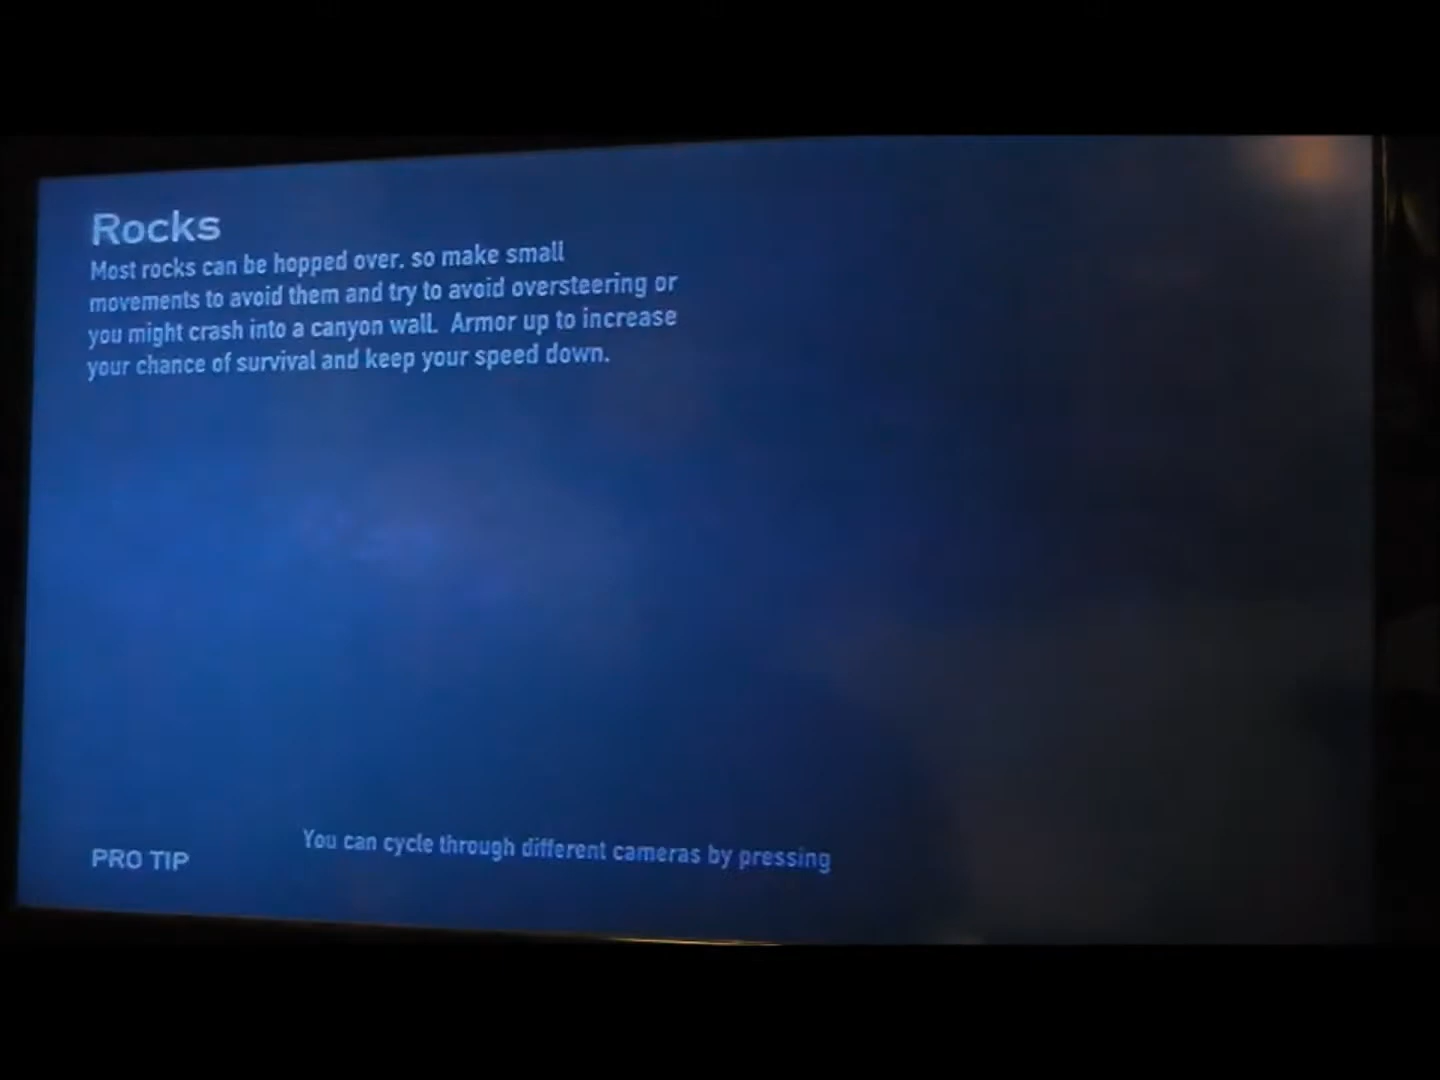 Rocks
Most rocks can be hopped over. so make small
movements to avoid them and try to avoid oversteering or
you might crash into a canyon wall.  Armor up to increase
your chance of survival and keep your speed down.
You can cycle through different cameras by pressing
PRO TIP